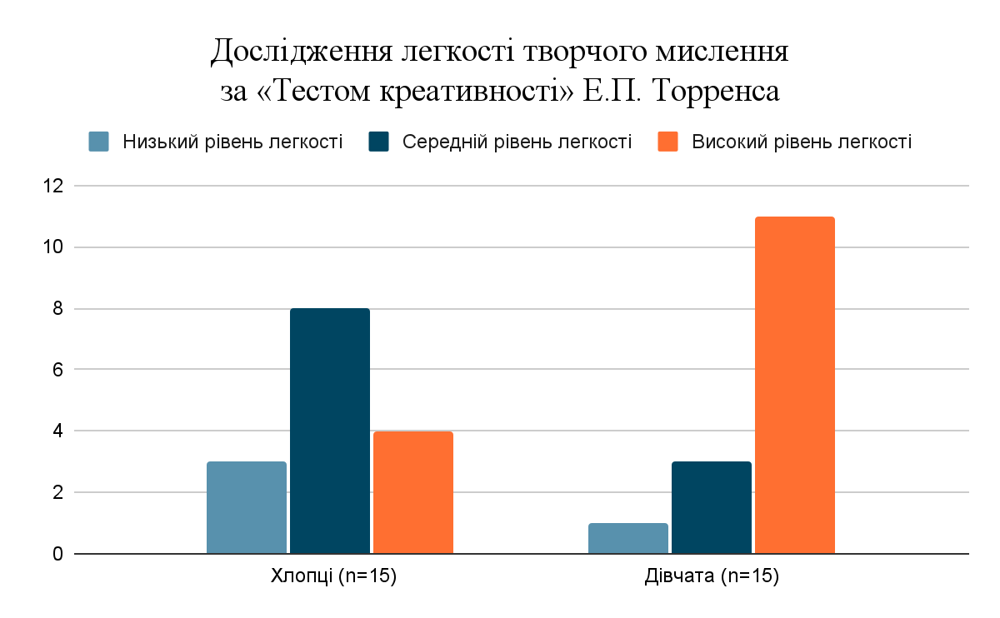 Дослідження легкості творчого мислення
за «Тестом креативності» Е.П. Торренса
Низький рівень легкості Середній рівень легкості Високий рівень легкості
12
10
8
6
4
2
0
Хлопці (n=15) Дівчата (n=15)